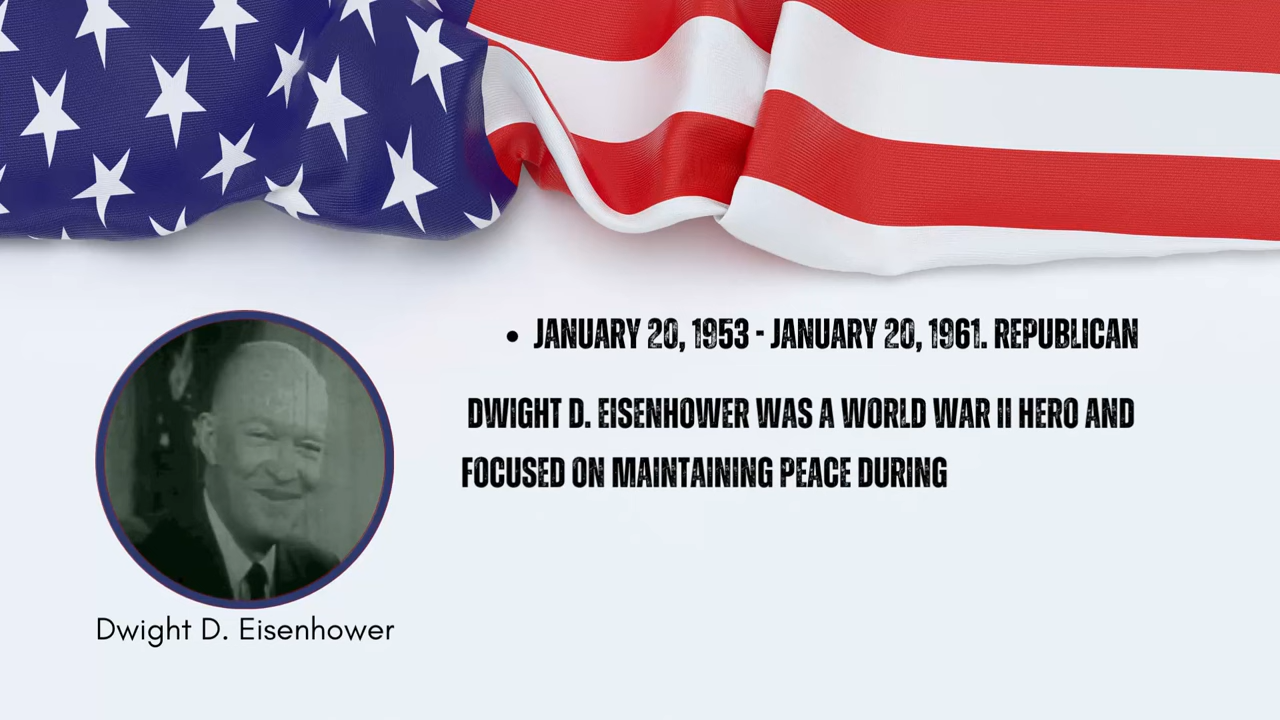 • JANUARY 20, 1953 - JANUARY 20, 1961. REPUBLICAN
DWIGHT D. EISENHOWER WAS A WORLD WAR II HERO AND
FOCUSED ON MAINTAINING PEACE DURING
Dwight D. Eisenhower